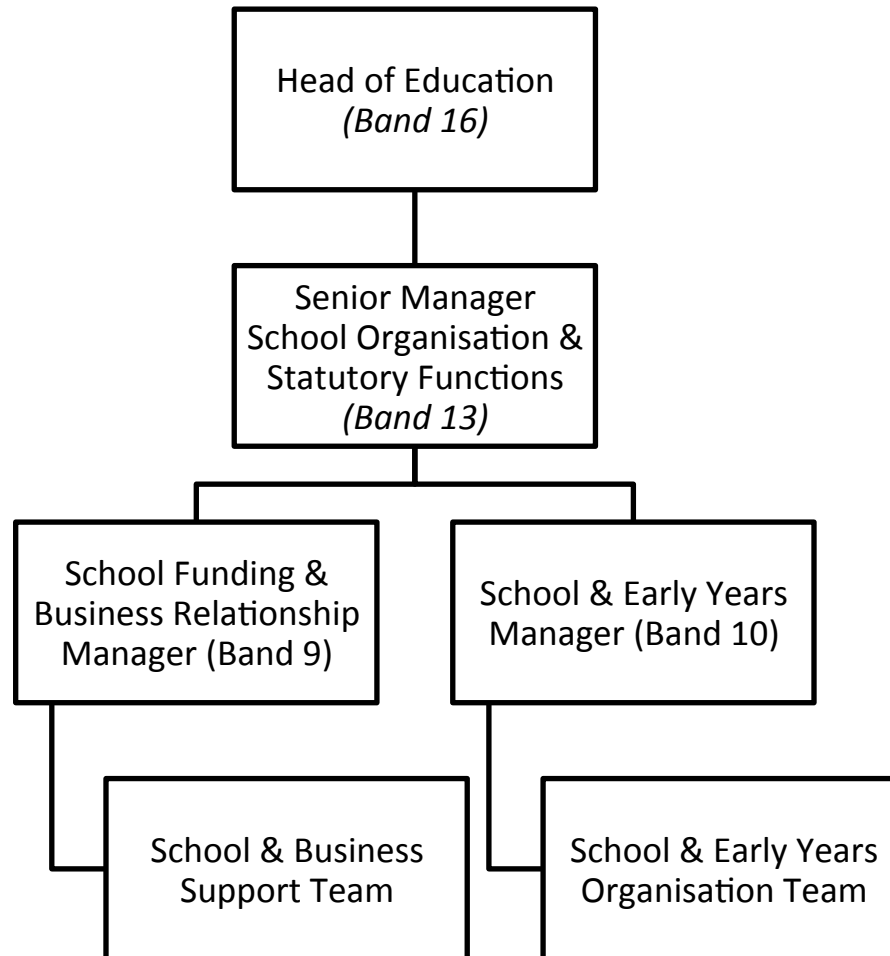 Head of Education
(Band 16)
Senior Manager
School Organisation &
Statutory Functions
(Band 13)
School Funding &
Business Relationship
Manager (Band 9)
School & Early Years
Manager (Band 10)
School & Business
Support Team
School & Early Years
Organisation Team